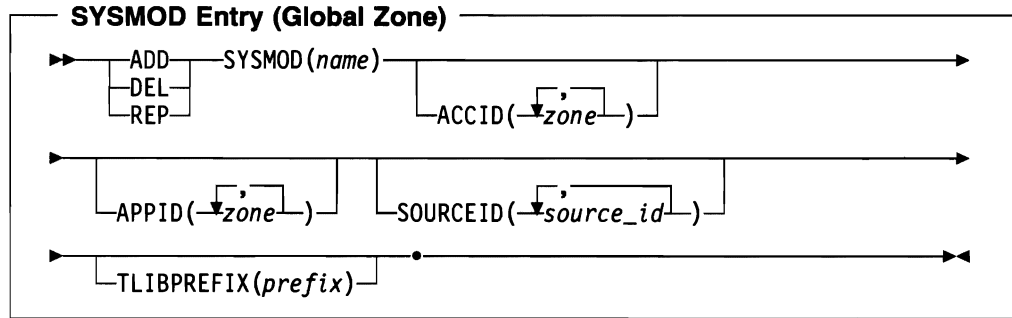 SYSMOD Entry (Global Zone)
ADD SYSMOD(name)
DEL
REP
,
ACCID( zone )
, ,
APPID( zone ) SOURCEID( source_id )
TLIBPREFIX(prefix)